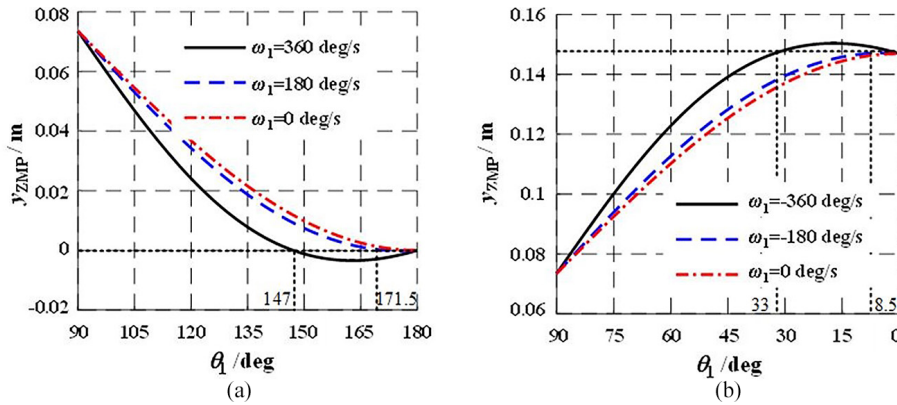 0.08
0.06
0.04
0.02
0
-0.02
yZMP / m
ω1=360 deg/s
ω1=180 deg/s
ω1=0 deg/s
147
171.5
90 105 120 135 150 165 180
θ1 /deg
(a)
0.16
0.14
0.12
0.1
0.08
0.06
yZMP / m
ω1=-360 deg/s
ω1=-180 deg/s
ω1=0 deg/s
33
8.5
90 75 60 45 30 15 0
θ1 /deg
(b)